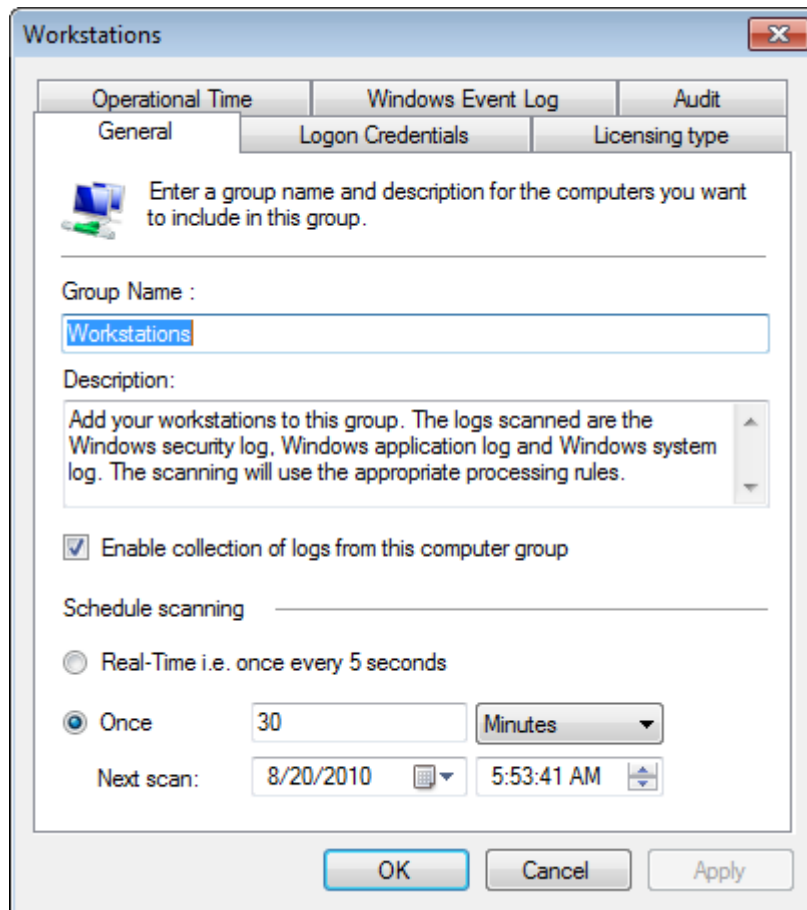 Workstations
Operational Time
Windows Event Log
Audit
General
Logon Credentials
Licensing type
Enter a group name and description for the computers you want
to include in this group.
Group Name :
Workstations
Description:
Add your workstations to this group. The logs scanned are the
Windows security log, Windows application log and Windows system
log. The scanning will use the appropriate processing rules.
Enable collection of logs from this computer group
Schedule scanning
Real-Time i.e. once every 5 seconds
Once
30
Minutes
Next scan:
8/20/2010
5:53:41 AM
OK
Cancel
Apply